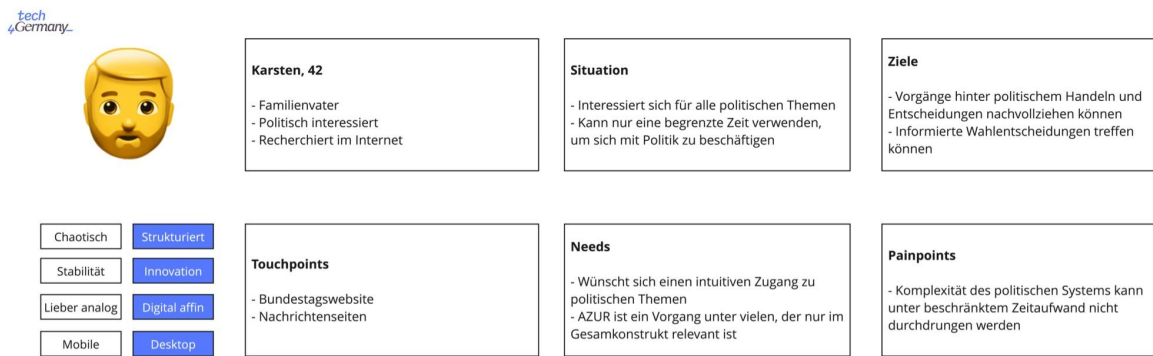 tech
4Germany_
Karsten, 42
- Familienvater
- Politisch interessiert
- Recherchiert im Internet
Situation
- Interessiert sich für alle politischen Themen
- Kann nur eine begrenzte Zeit verwenden,
um sich mit Politik zu beschäftigen
Ziele
- Vorgänge hinter politischem Handeln und
Entscheidungen nachvollziehen können
- Informierte Wahlentscheidungen treffen
können
Chaotisch
Strukturiert
Stabilität
Innovation
Lieber analog
Digital affin
Mobile
Desktop
Touchpoints
- Bundestagswebsite
- Nachrichtenseiten
Needs
- Wünscht sich einen intuitiven Zugang zu
politischen Themen
- AZUR ist ein Vorgang unter vielen, der nur im
Gesamkonstrukt relevant ist
Painpoints
- Komplexität des politischen Systems kann
unter beschränktem Zeitaufwand nicht
durchdrungen werden